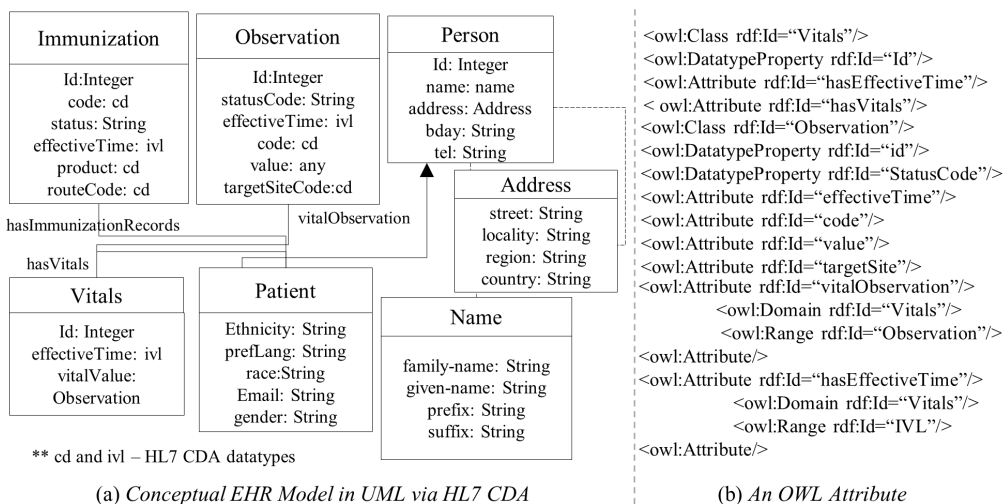 Immunization
Id:Integer
code: cd
status: String
effectiveTime: ivl
product: cd
routeCode: cd
Observation
Id:Integer
statusCode: String
effectiveTime: ivl
code: cd
value: any
targetSiteCode:cd
Person
Id: Integer
name: name
address: Address
bday: String
tel: String
Address
street: String
locality: String
region: String
country: String
hasImmunizationRecords
vitalObservation
hasVitals
Vitals
Id: Integer
effectiveTime: ivl
vitalValue:
Observation
Patient
Ethnicity: String
prefLang: String
race:String
Email: String
gender: String
Name
family-name: String
given-name: String
prefix: String
suffix: String
** cd and ivl – HL7 CDA datatypes
(a) Conceptual EHR Model in UML via HL7 CDA
<owl:Class rdf:Id=“Vitals”/>
<owl:DatatypeProperty rdf:Id=“Id”/>
<owl:Attribute rdf:Id=“hasEffectiveTime”/>
< owl:Attribute rdf:Id=“hasVitals”/>
<owl:Class rdf:Id=“Observation”/>
<owl:DatatypeProperty rdf:Id=“id”/>
<owl:DatatypeProperty rdf:Id=“StatusCode”/>
<owl:Attribute rdf:Id=“effectiveTime”/>
<owl:Attribute rdf:Id=“code”/>
<owl:Attribute rdf:Id=“value”/>
<owl:Attribute rdf:Id=“targetSite”/>
<owl:Attribute rdf:Id=“vitalObservation”/>
<owl:Domain rdf:Id=“Vitals”/>
<owl:Range rdf:Id=“Observation”/>
<owl:Attribute/>
<owl:Attribute rdf:Id=“hasEffectiveTime”/>
<owl:Domain rdf:Id=“Vitals”/>
<owl:Range rdf:Id=“IVL”/>
<owl:Attribute/>
(b) An OWL Attribute